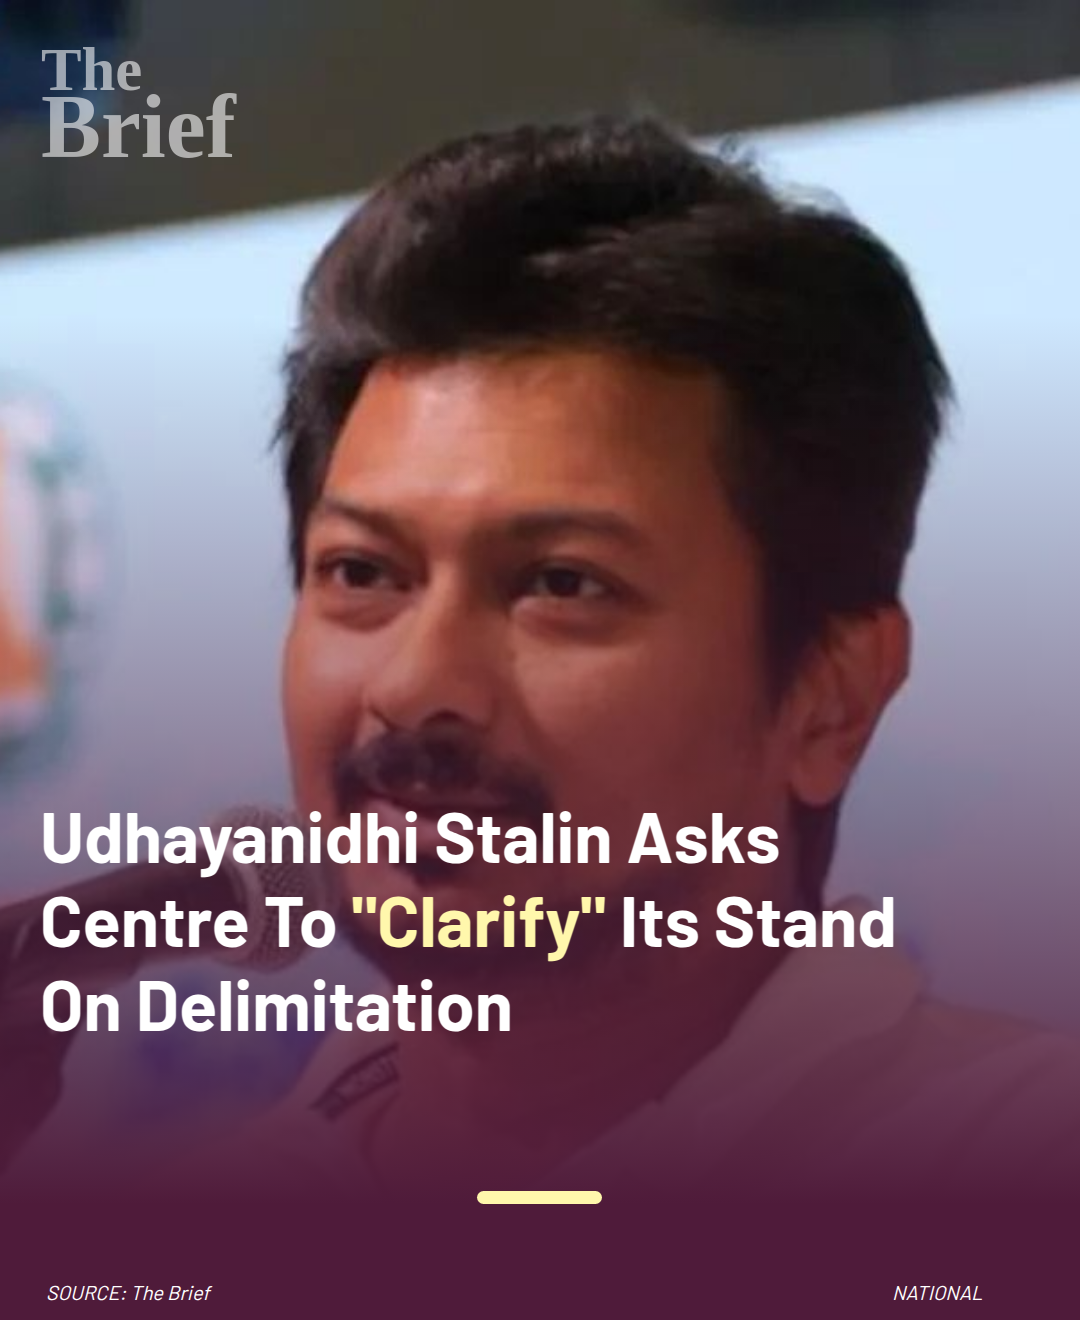 The
Brief
Udhayanidhi Stalin Asks
Centre To "Clarify" Its Stand
On Delimitation
SOURCE: The Brief
NATIONAL